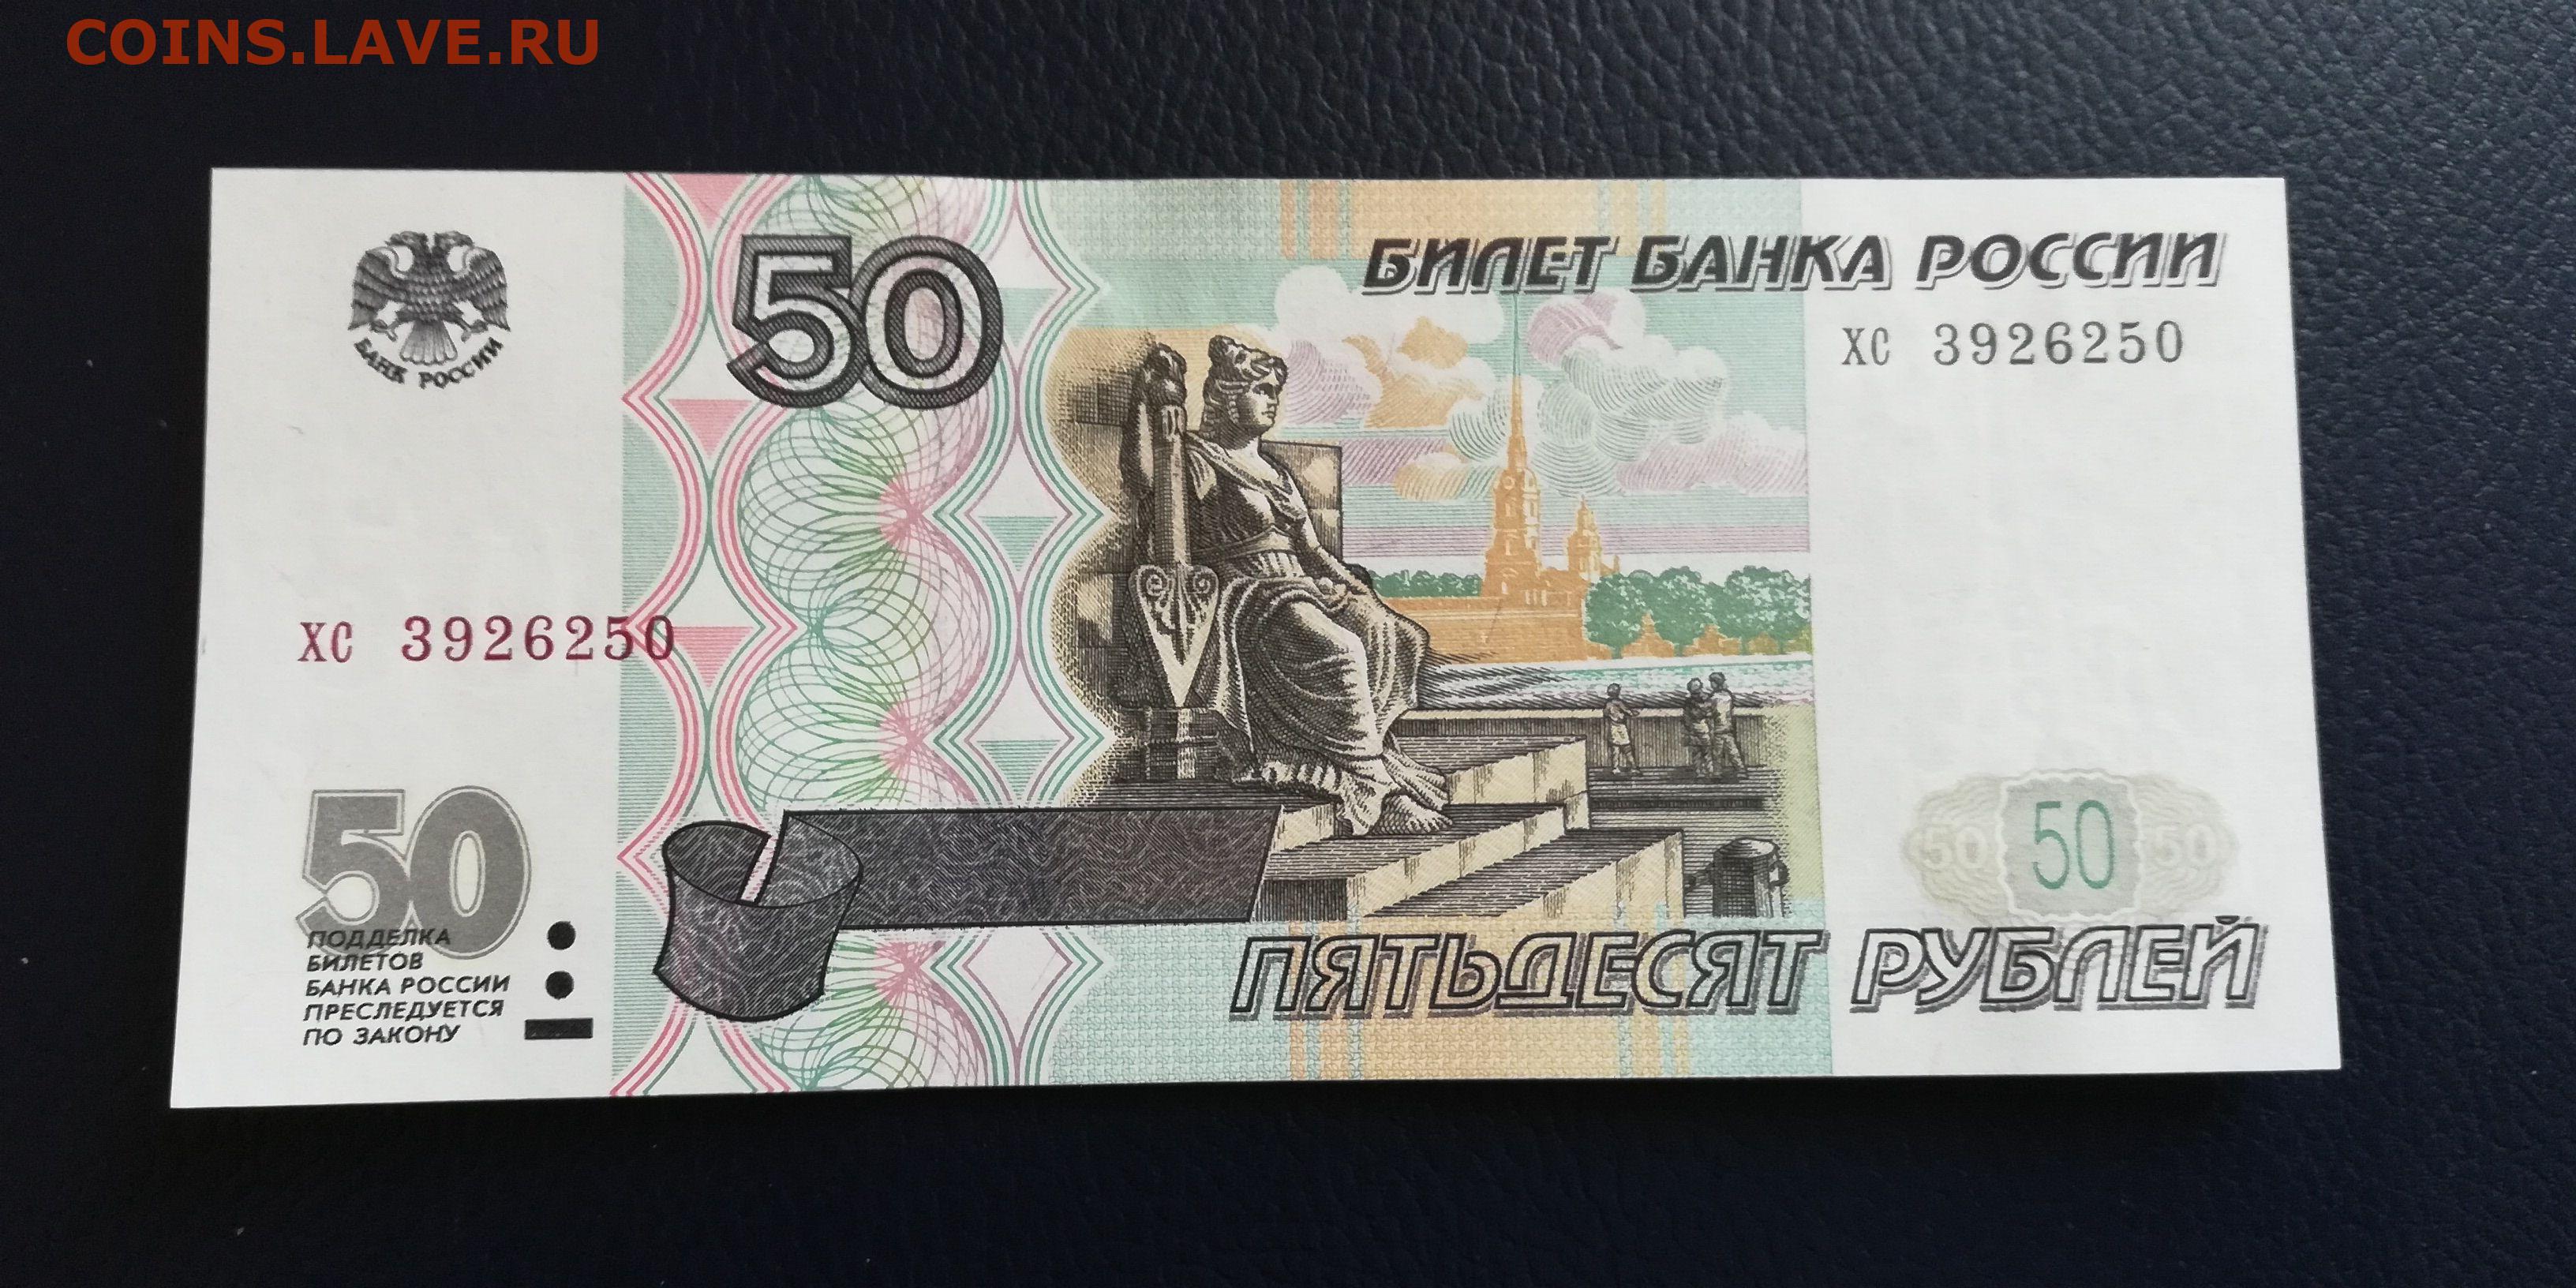 COINS.LAVE.RU
БИЛЕТ БАНКА РОССИИ
50
БАНК РОССИИ
ХС 3926250
ХС 3926250
50
50 50 50
ПОДДЕЛКА
БИЛЕТОВ
БАНКА РОССИИ
ПРЕСЛЕДУЕТСЯ
ПО ЗАКОНУ
ПЯТЬДЕСЯТ РУБЛЕЙ